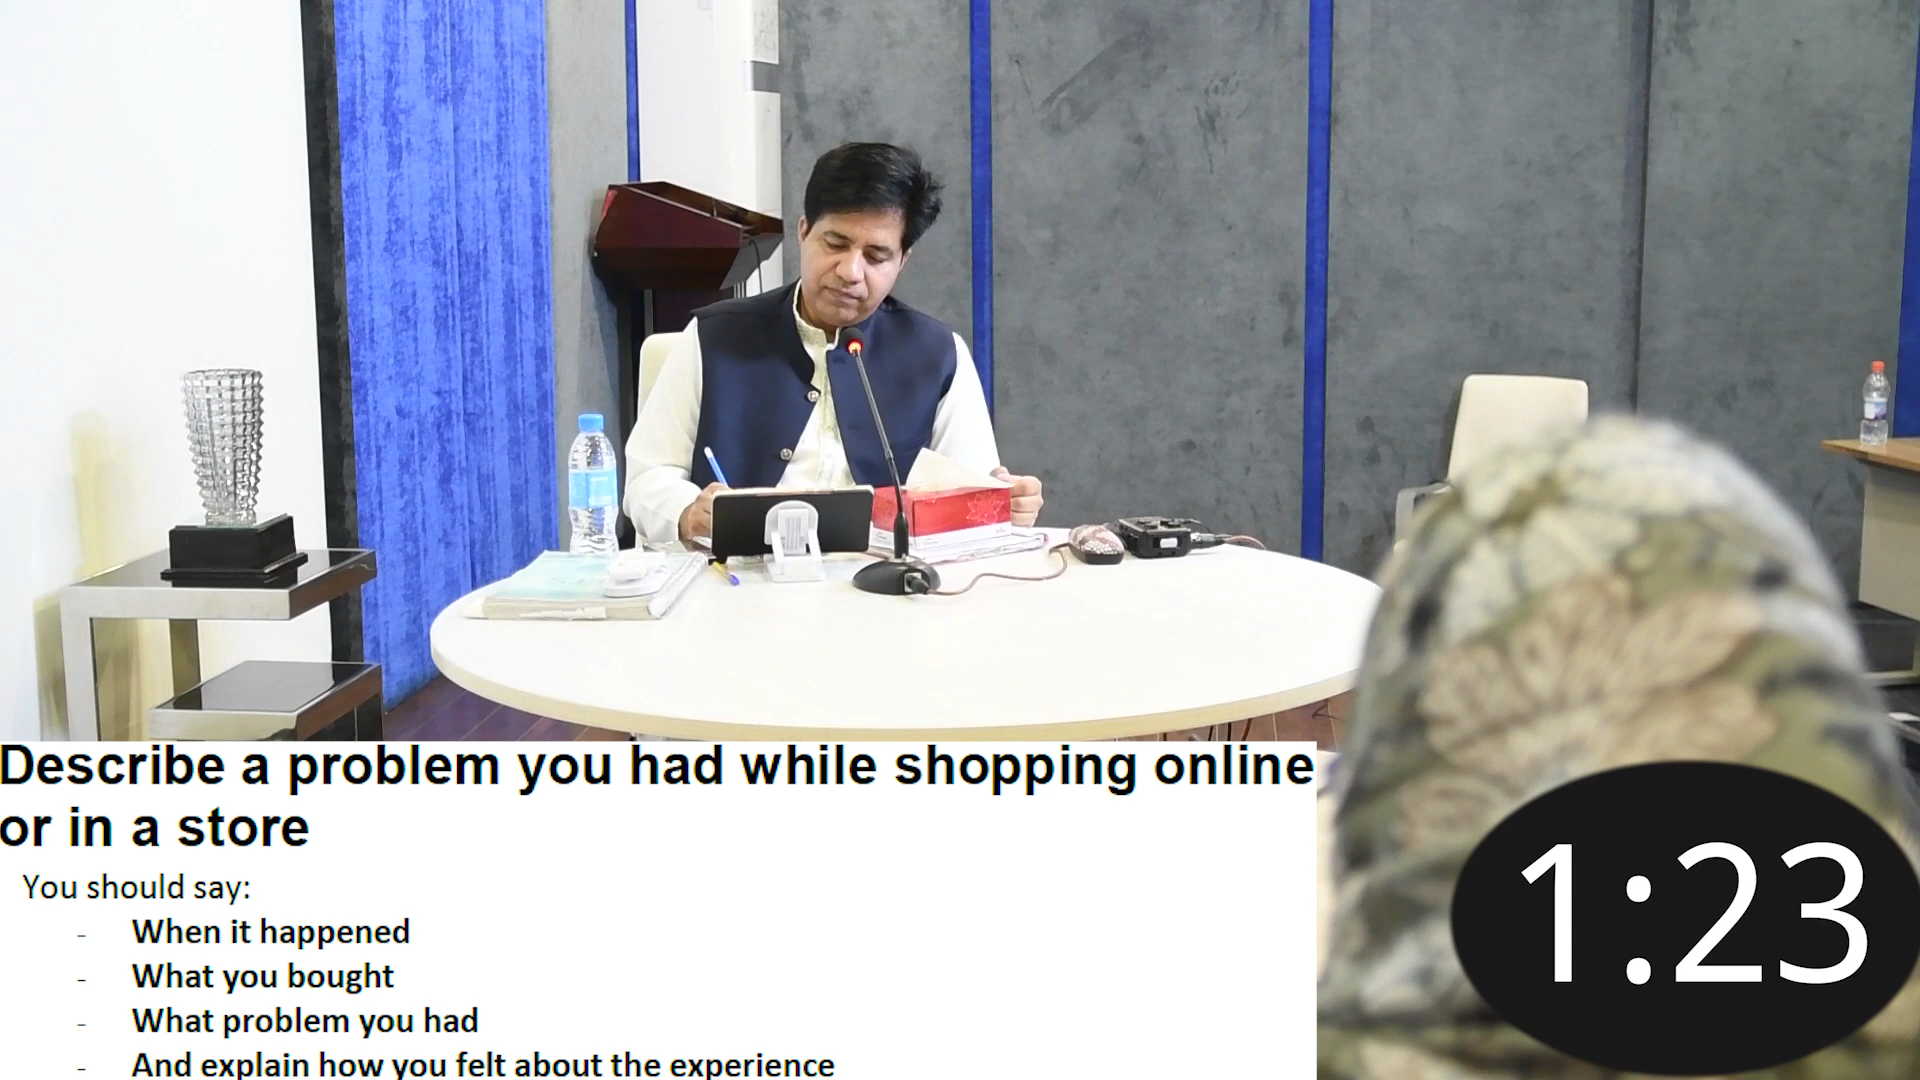 Describe a problem you had while shopping online
or in a store
You should say:
- When it happened
- What you bought
- What problem you had
- And explain how you felt about the experience
1:23